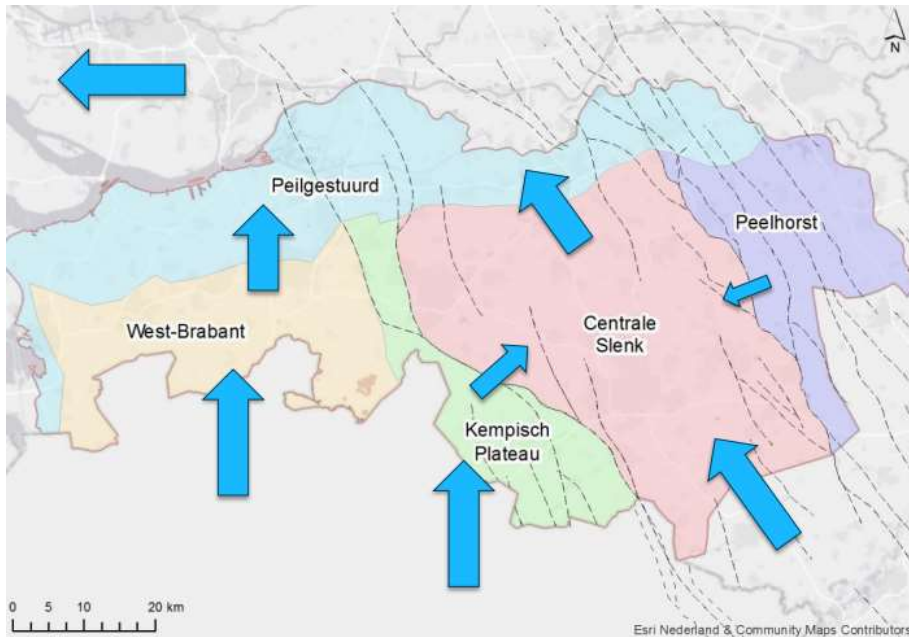 N
Peilgestuurd
Peelhorst
West-Brabant
Centrale
Slenk
Kempisch
Plateau
0 5 10 20 km
Esri Nederland & Community Maps Contributors